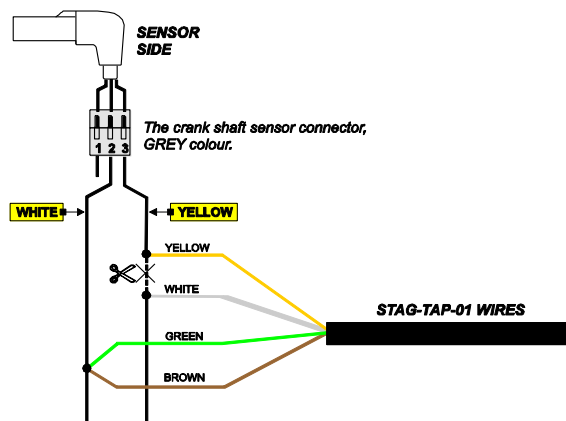 SENSOR
SIDE
The crank shaft sensor connector,
GREY colour.
1 2 3
WHITE
YELLOW
YELLOW
WHITE
STAG-TAP-01 WIRES
GREEN
BROWN